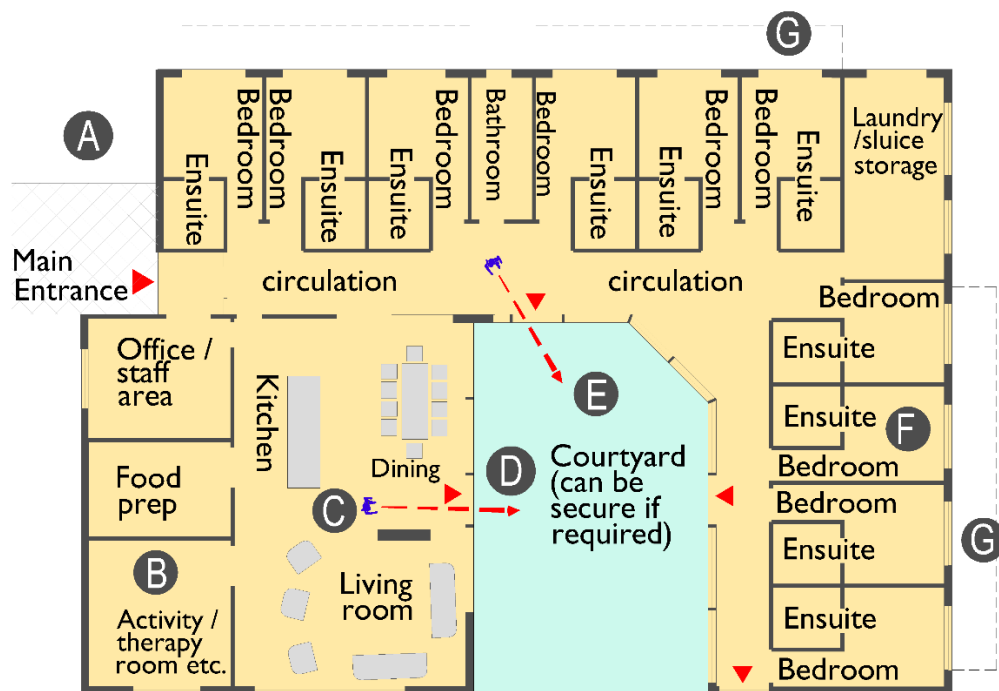 G
A
Bedroom
Ensuite
Bedroom
Ensuite
Ensuite
Bedroom
Bathroom
Bedroom
Ensuite
Ensuite
Bedroom
Bedroom
Ensuite
Laundry
/sluice
storage
Main
Entrance
circulation
circulation
Bedroom
Office /
staff
area
Kitchen
Ensuite
E
Ensuite
F
Dining
D
Courtyard
(can be
secure if
required)
Bedroom
Food
prep
C
Bedroom
Ensuite
G
B
Activity /
therapy
room etc.
Living
room
Ensuite
Bedroom